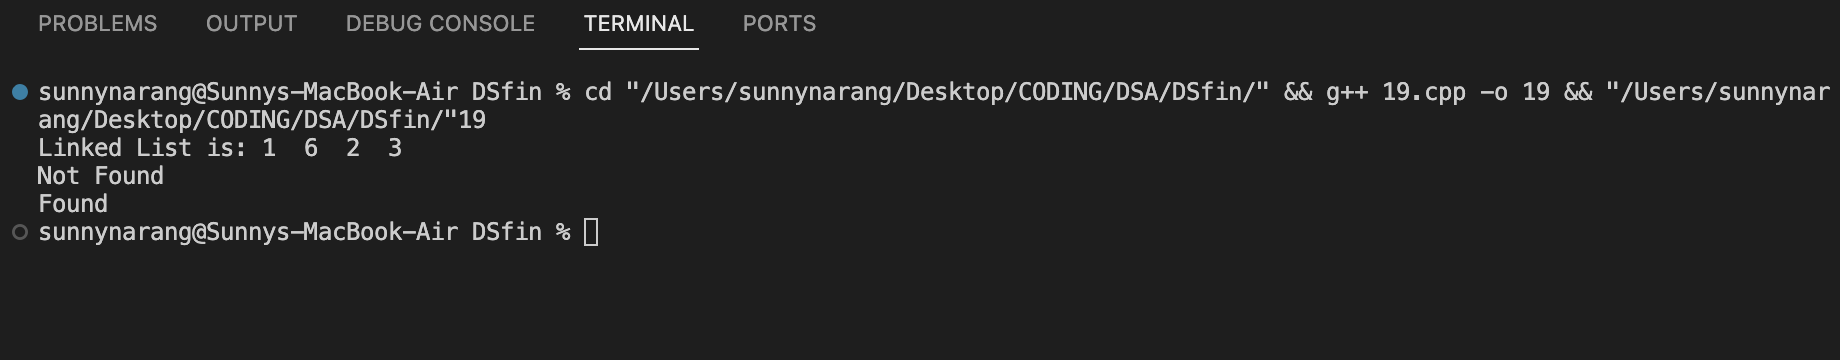 PROBLEMS OUTPUT DEBUG CONSOLE TERMINAL PORTS
sunnynarang@Sunnys-MacBook-Air DSfin % cd "/Users/sunnynarang/Desktop/CODING/DSA/DSfin/" && g++ 19.cpp -o 19 && "/Users/sunnynar
ang/Desktop/CODING/DSA/DSfin/"19
Linked List is: 1  6  2  3
Not Found
Found
sunnynarang@Sunnys-MacBook-Air DSfin %